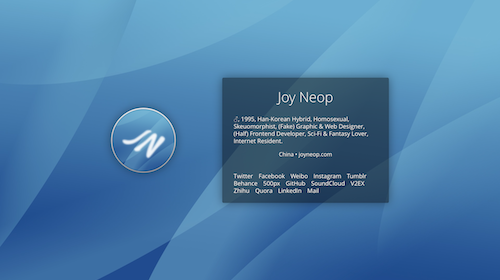 Joy Neop
JN
♂, 1995, Han-Korean Hybrid, Homosexual,
Skeuomorphist, (Fake) Graphic & Web Designer,
(Half) Frontend Developer, Sci-Fi & Fantasy Lover,
Internet Resident.
China • joyneop.com
Twitter Facebook Weibo Instagram Tumblr
Behance 500px GitHub SoundCloud V2EX
Zhihu Quora LinkedIn Mail